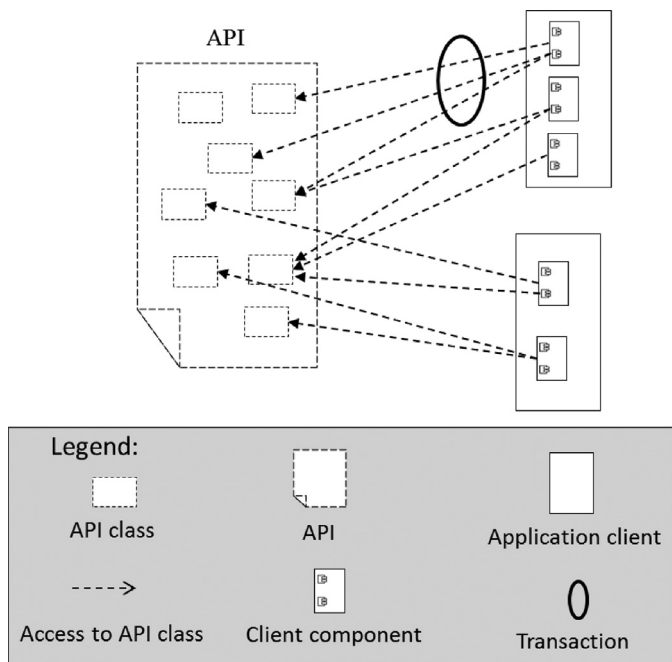 API
Legend:
API class
API
Application client
Access to API class
Client component
Transaction